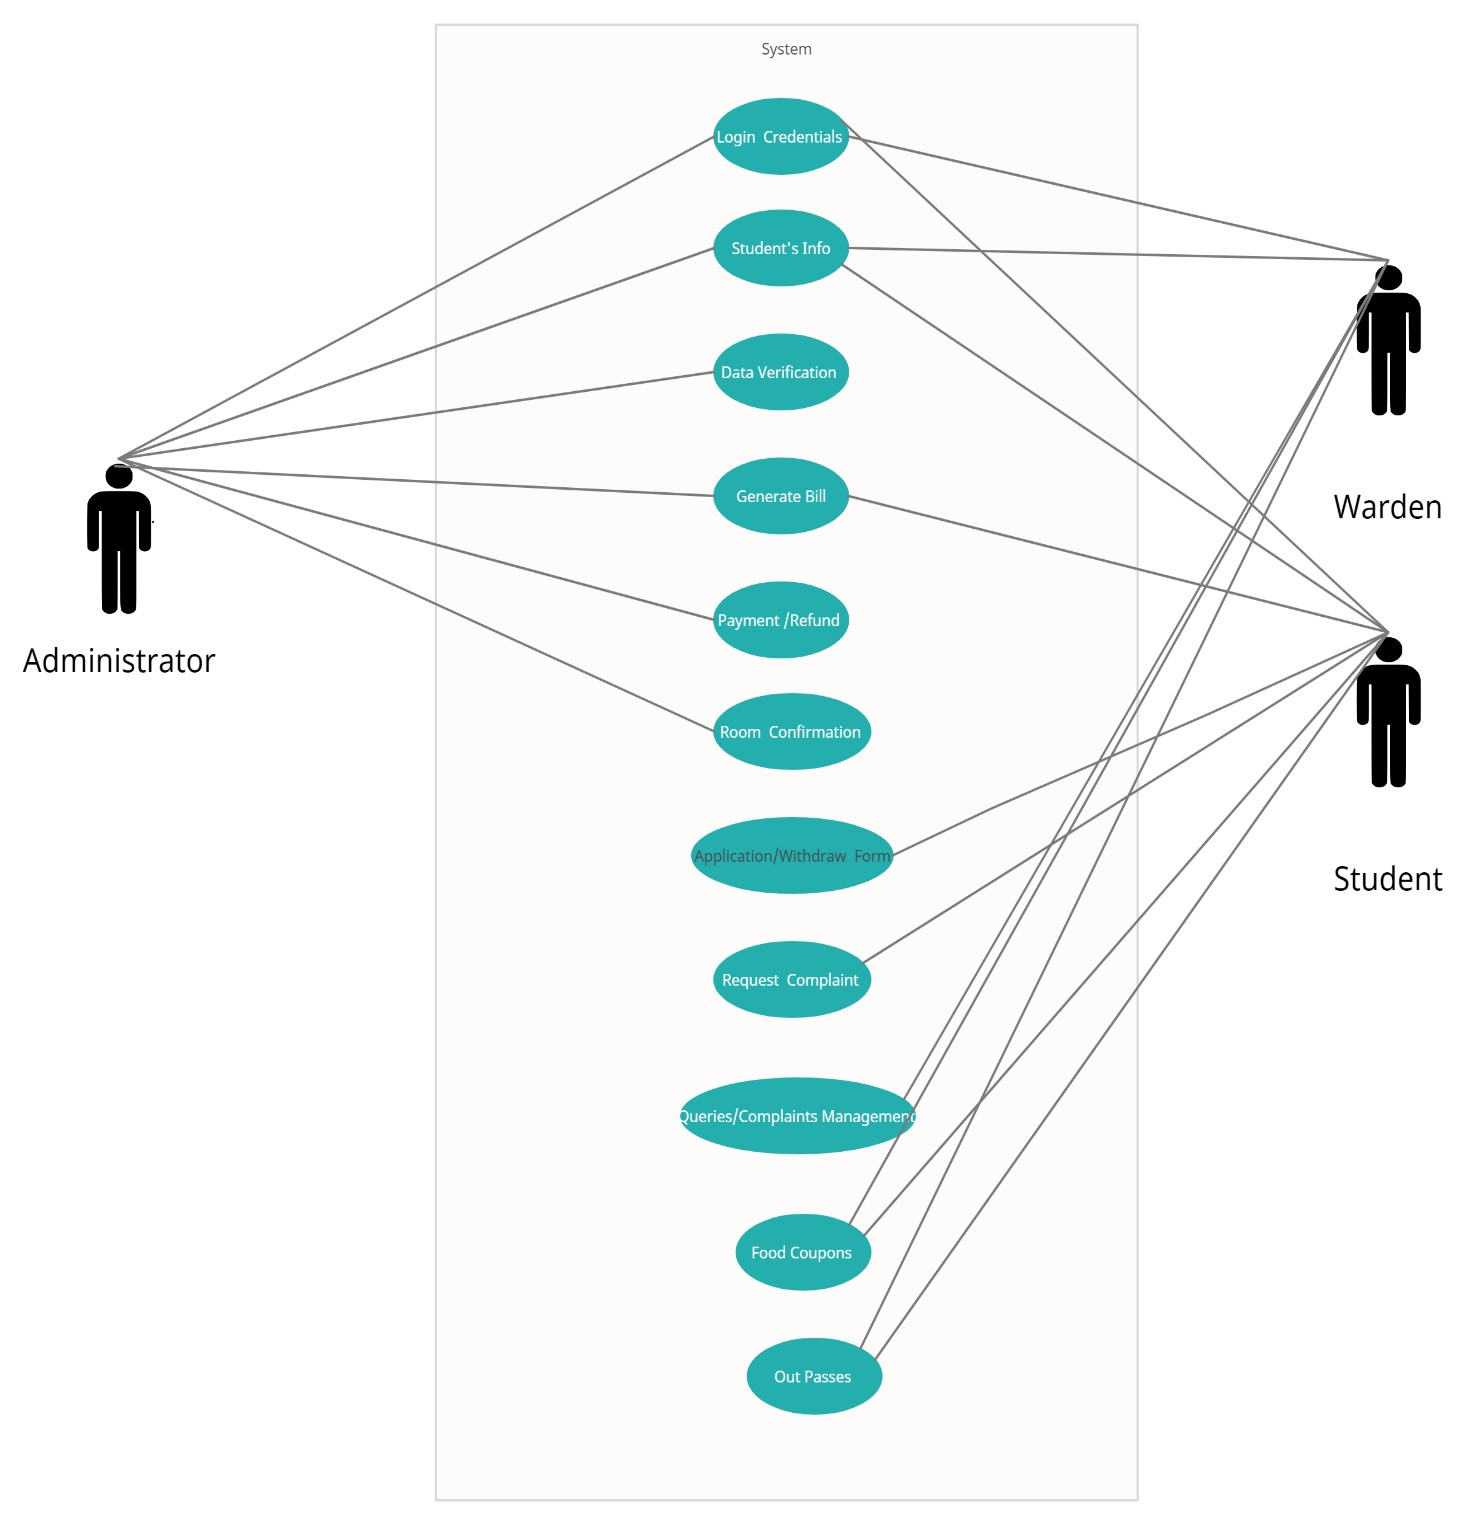 System
Login Credentials
Student's Info
Data Verification
Generate Bill
Payment /Refund
Room Confirmation
Application/Withdraw Form
Request Complaint
Queries/Complaints Management
Food Coupons
Out Passes
Administrator
Warden
Student